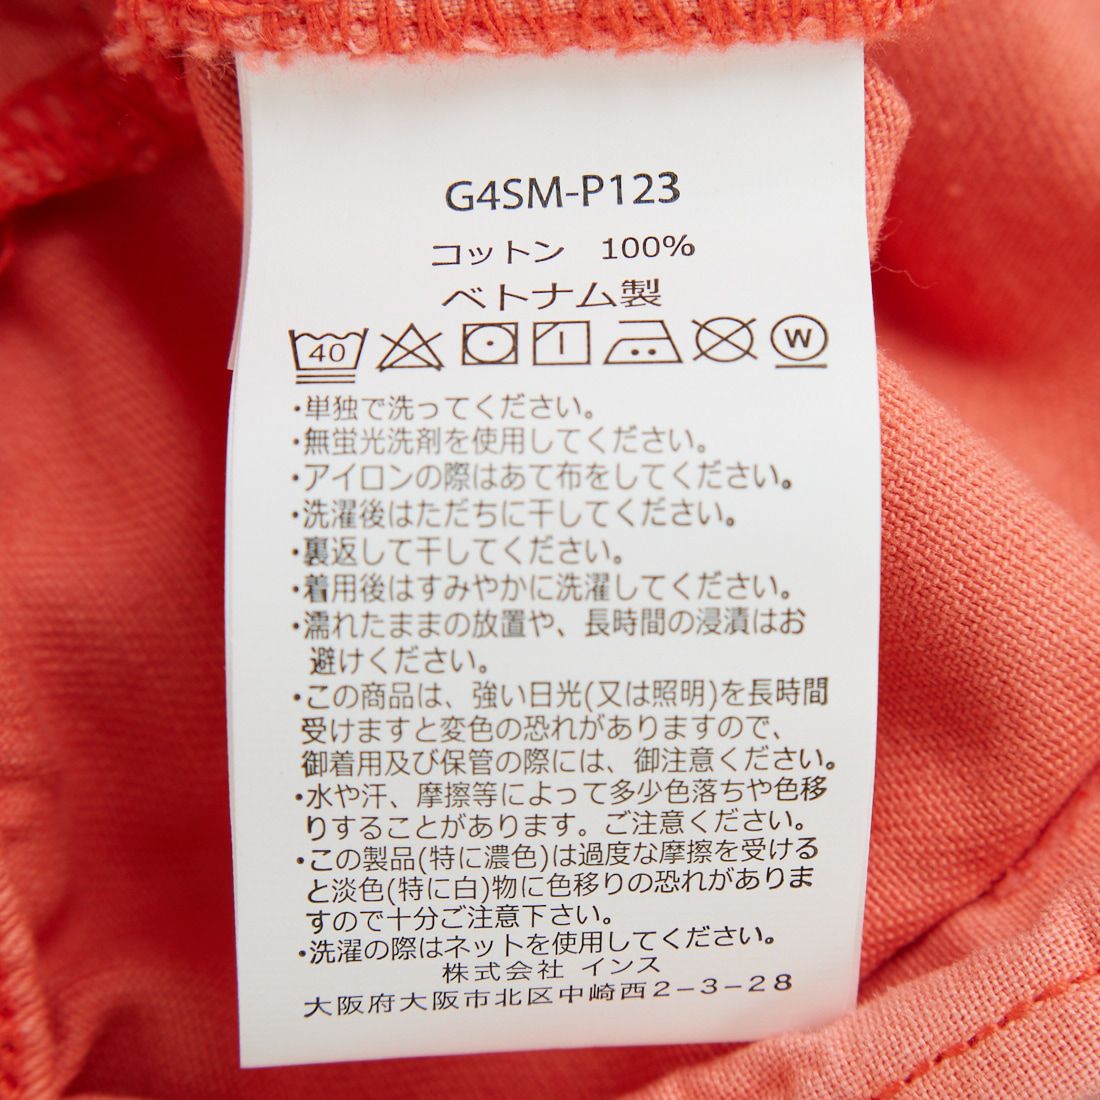 G4SM-P123
コットン 100%
ベトナム製
40 W
・単独で洗ってください。
・無蛍光洗剤を使用してください。
・アイロンの際はあて布をしてください。
・洗濯後はただちに干してください。
・裏返して干してください。
・着用後はすみやかに洗濯してください。
・濡れたままの放置や、長時間の浸漬はお
避けください。
・この商品は、強い日光(又は照明)を長時間
受けますと変色の恐れがありますので、
御着用及び保管の際には、御注意ください。
・水や汗、摩擦等によって多少色落ちや色移
りすることがあります。ご注意ください。
・この製品(特に濃色)は過度な摩擦を受ける
と淡色(特に白)物に色移りの恐れがありま
すので十分ご注意下さい。
・洗濯の際はネットを使用してください。
株式会社 インス
大阪府大阪市北区中崎西2-3-28